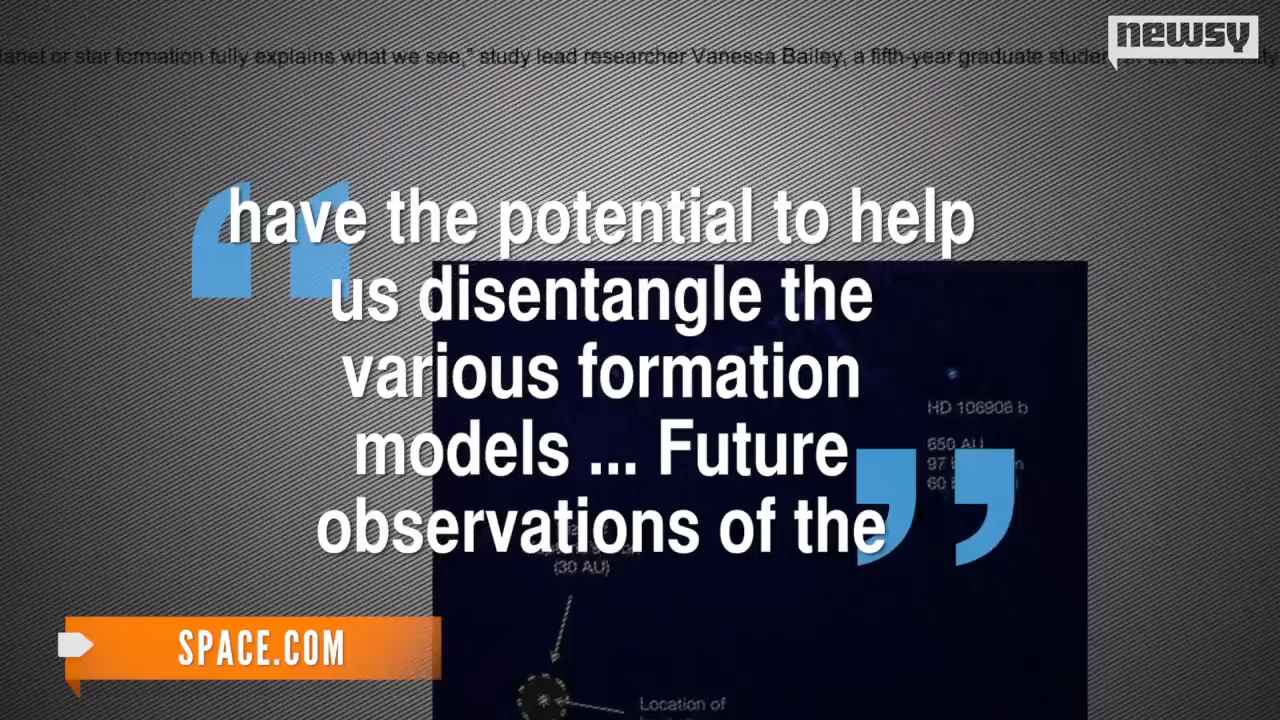 newsy
planet or star formation fully explains what we see," study lead researcher Vanessa Bailey, a fifth-year graduate student
have the potential to help
us disentangle the
various formation
models ... Future
observations of the
HD 106906 b
650 AU
97
60
(30 AU)
Location of
SPACE.COM